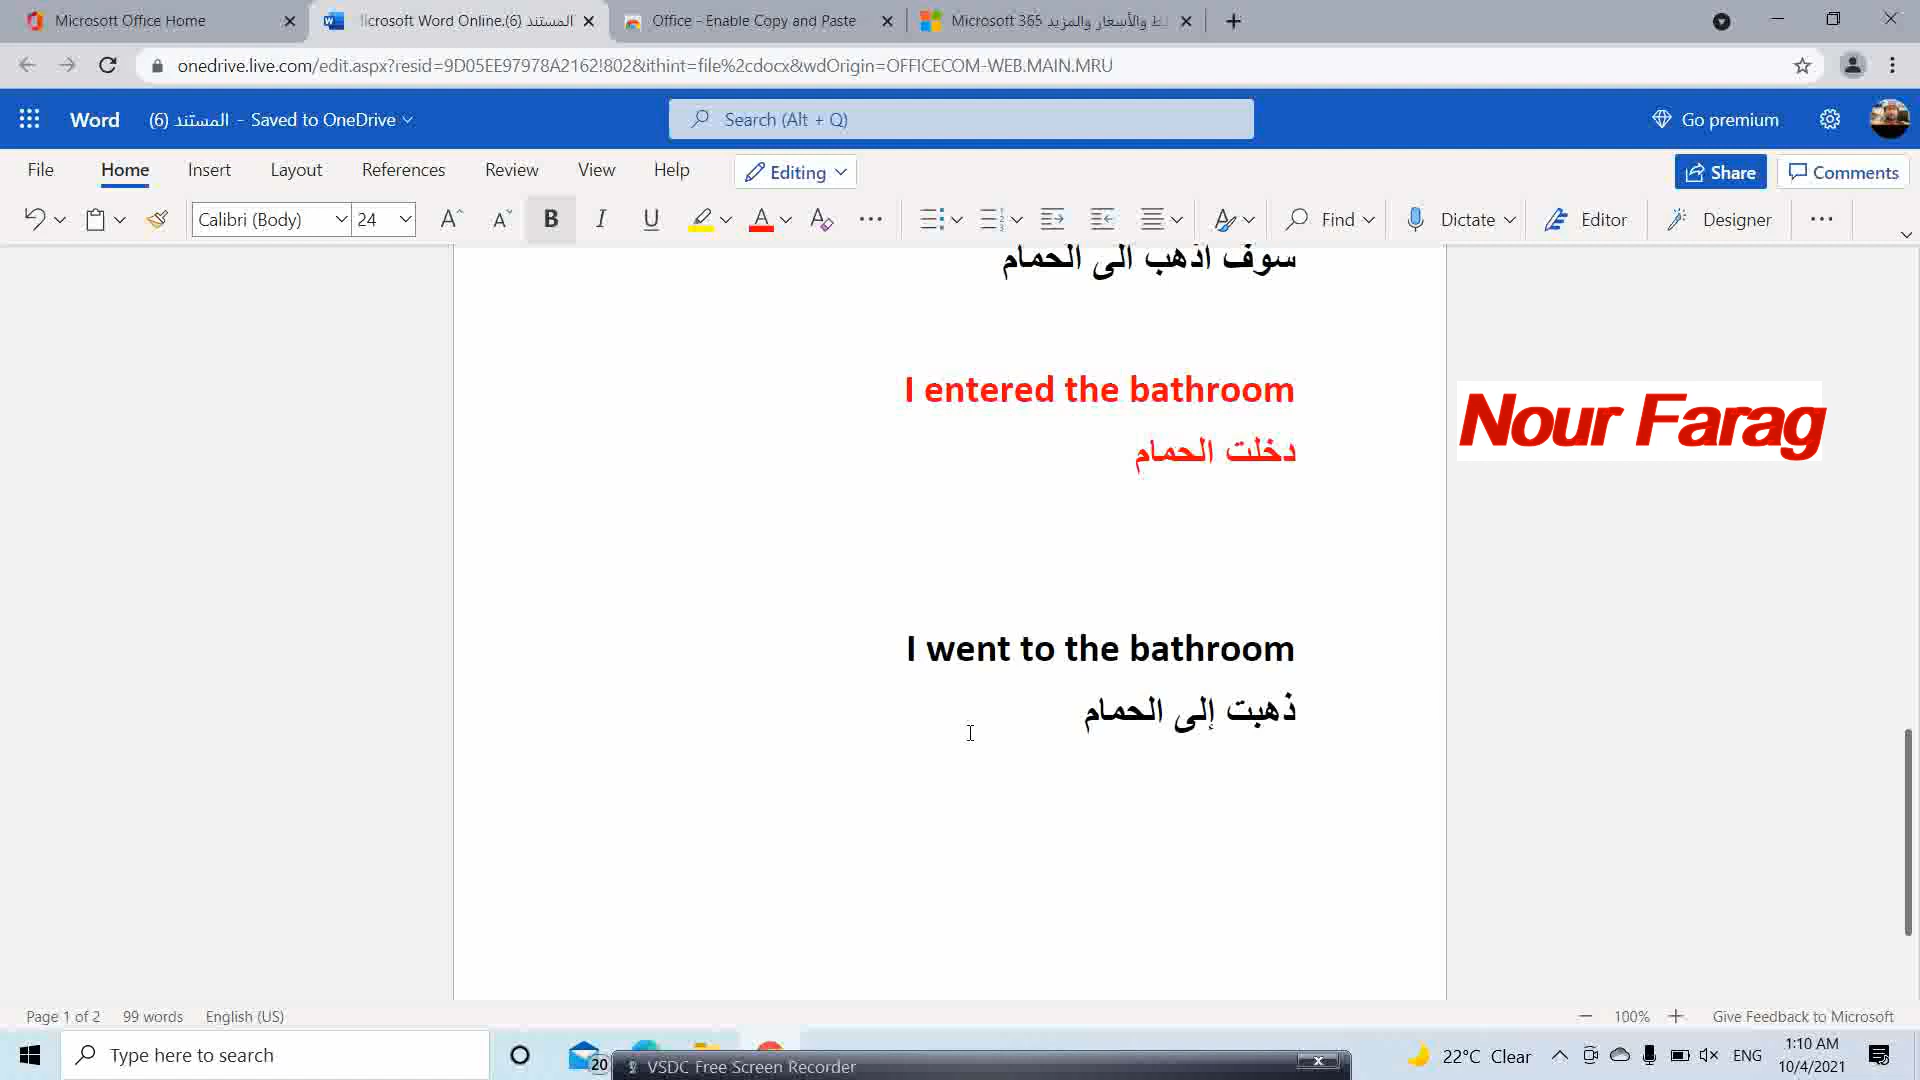 Microsoft Office Home
icrosoft Word Online.(6) المستند
Office - Enable Copy and Paste
Microsoft 365 ـط والأسعار والمزيد
onedrive.live.com/edit.aspx?resid=9D05EE97978A2162!802&ithint=file%2cdocx&wdOrigin=OFFICECOM-WEB.MAIN.MRU
Word
المستند (6) - Saved to OneDrive
Search (Alt + Q)
Go premium
File Home Insert Layout References Review View Help Editing Share Comments
Calibri (Body) 24 B I U Find Dictate Editor Designer
سوف اذهب الى الحمام
I entered the bathroom
دخلت الحمام
Nour Farag
I went to the bathroom
ذهبت إلى الحمام
Page 1 of 2 99 words English (US) 100% Give Feedback to Microsoft
Type here to search
20
VSDC Free Screen Recorder
22°C Clear
ENG
1:10 AM
10/4/2021